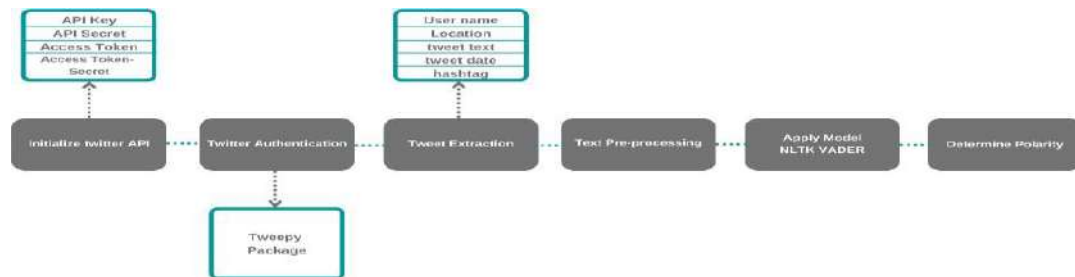 API Key
API Secret
Access Token
Access Token-
Secret
User name
Location
tweet text
tweet date
hashtag
Initialize twitter API
Twitter Authentication
Tweet Extraction
Text Pre-processing
Apply Model
NLTK VADER
Determine Polarity
Tweepy
Package